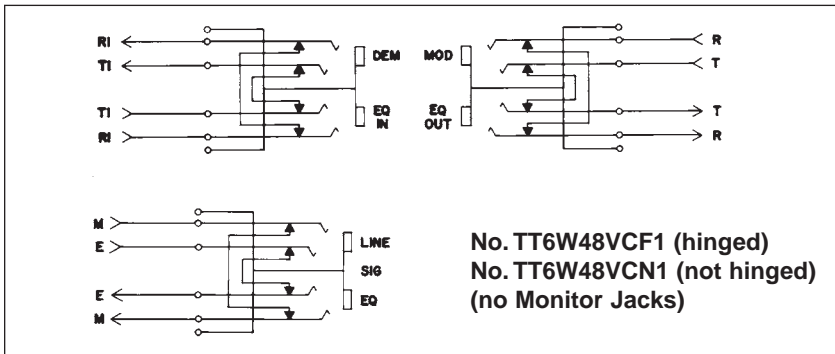 RI
DEM
MOD
R
TI
T
TI
EQ
IN
EQ
OUT
T
RI
R
M
LINE
E
SIG
E
EQ
M
No. TT6W48VCF1 (hinged)
No. TT6W48VCN1 (not hinged)
(no Monitor Jacks)